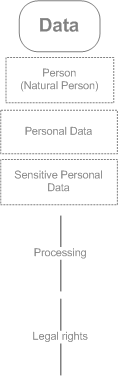 Data
Person
(Natural Person)
Personal Data
Sensitive Personal
Data
Processing
Legal rights